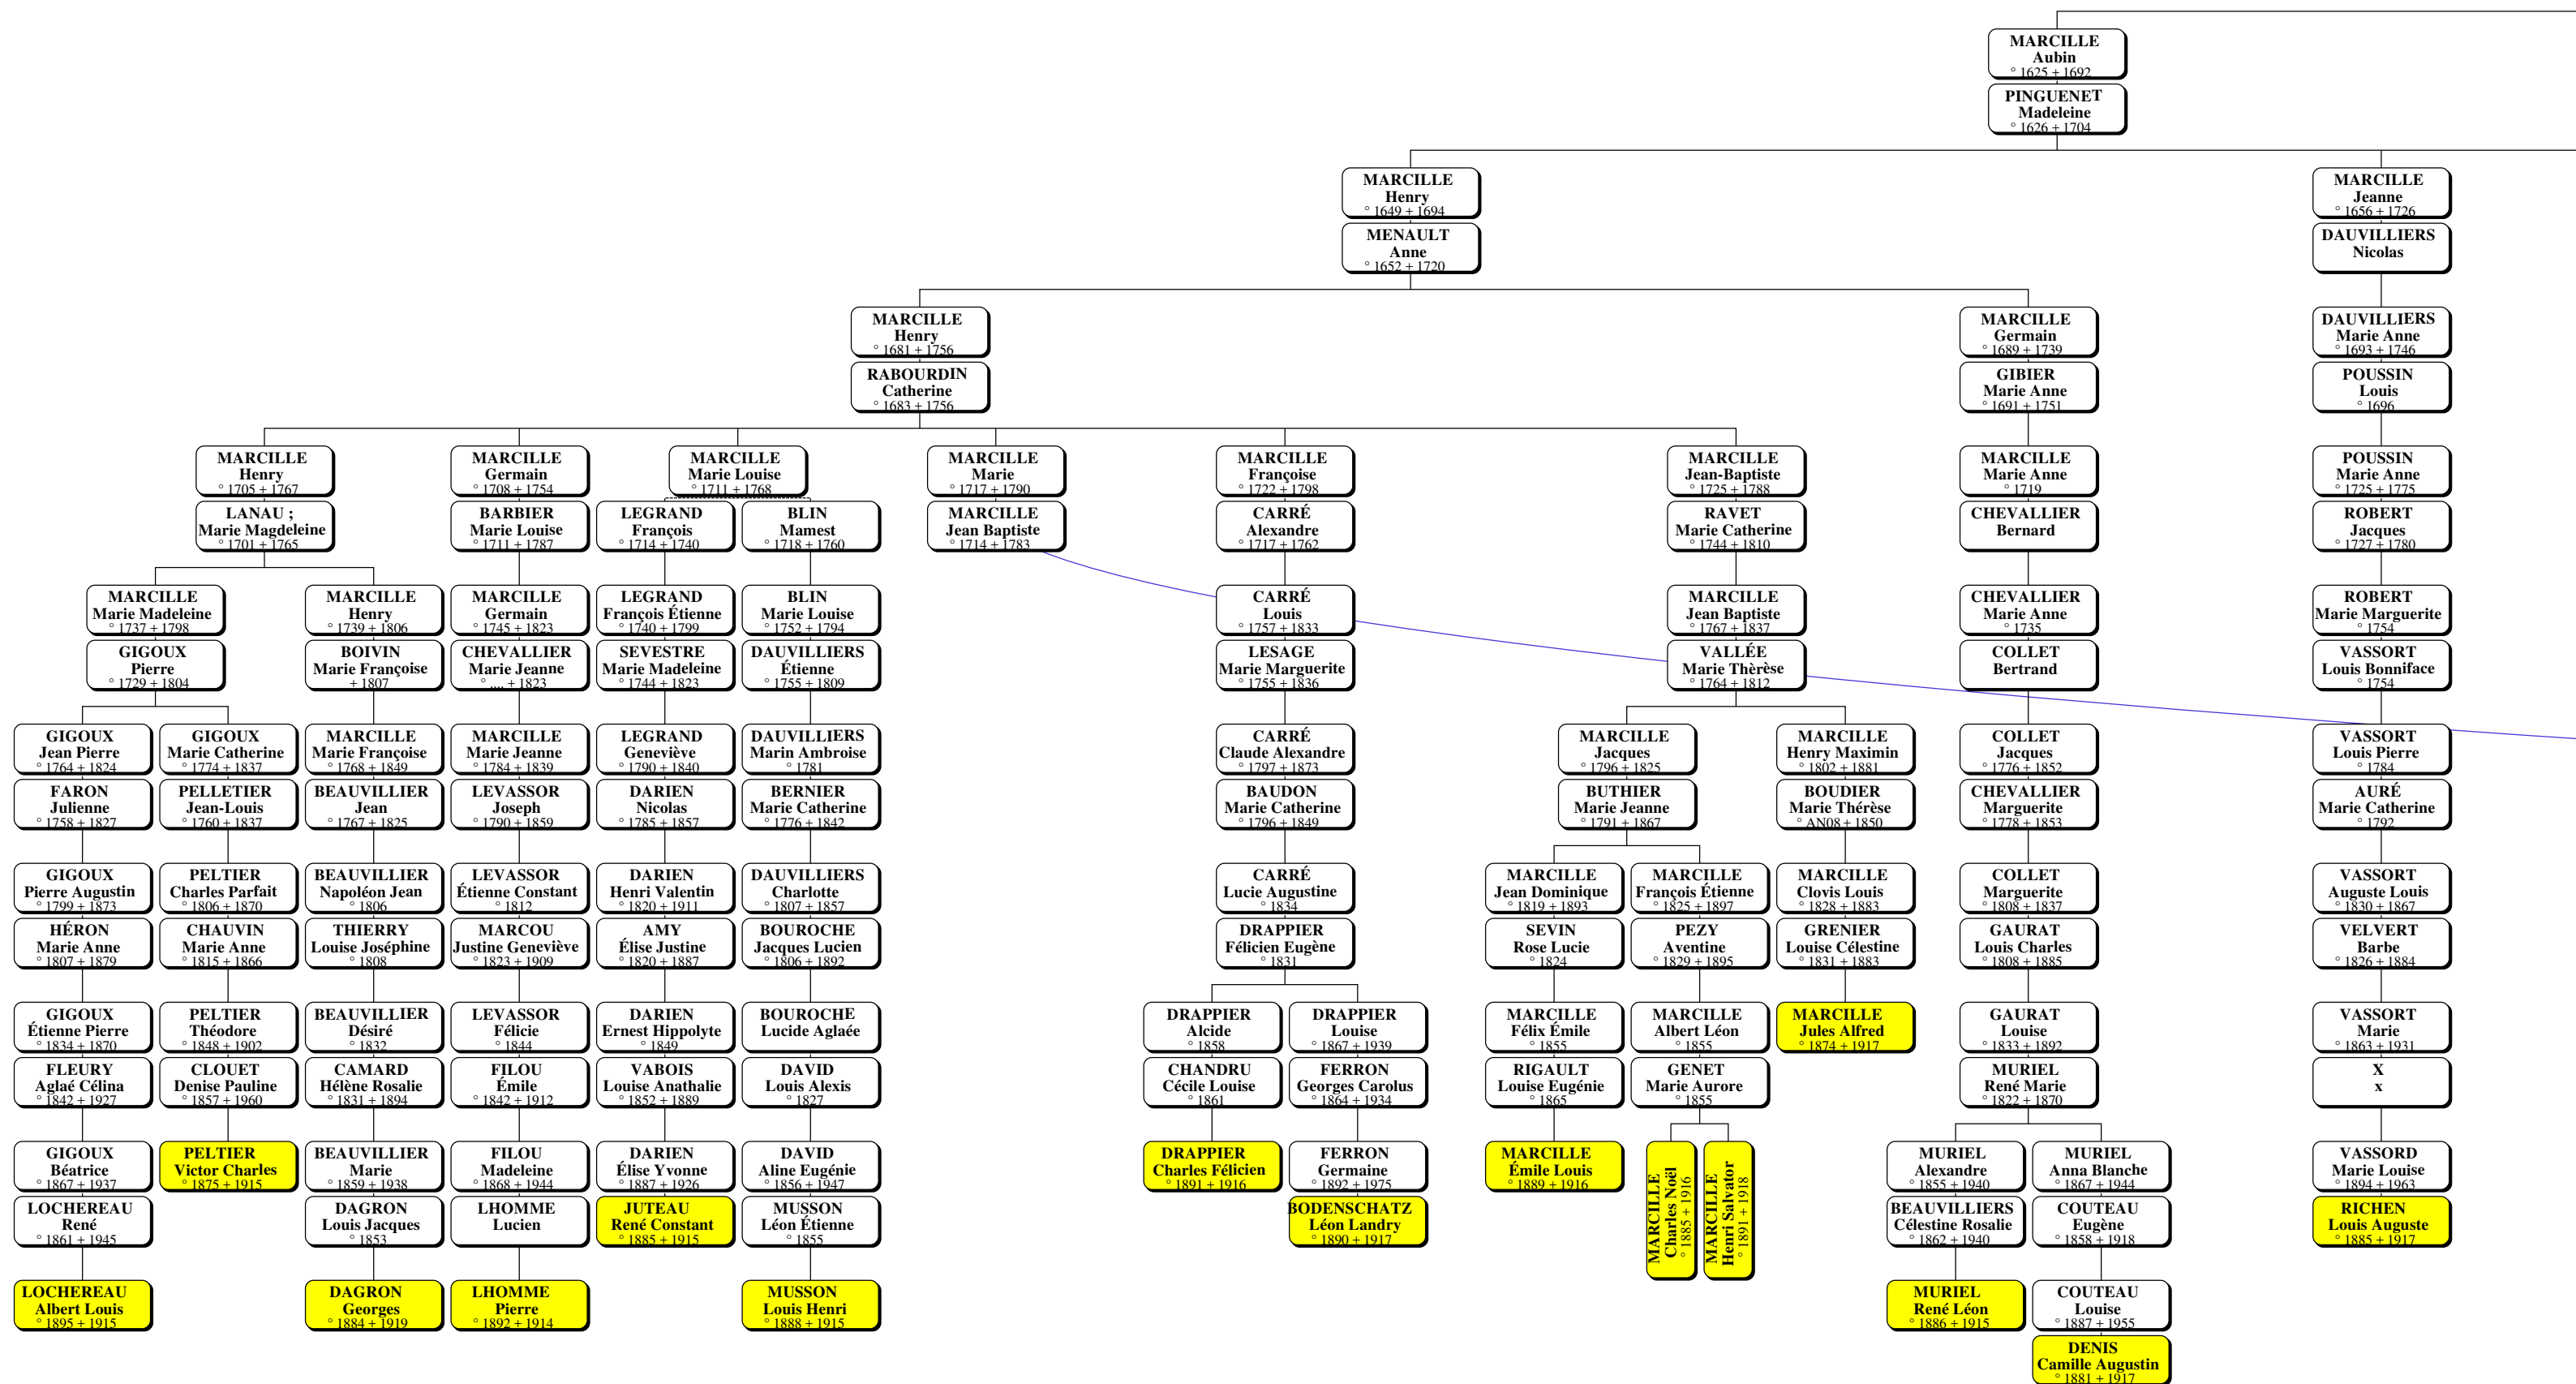 MARCILLE
Aubin
° 1625 + 1692
PINGUENET
Madeleine
° 1626 + 1704
MARCILLE
Henry
° 1649 + 1694
MENAULT
Anne
° 1652 + 1720
MARCILLE
Jeanne
° 1656 + 1726
DAUVILLIERS
Nicolas
MARCILLE
Henry
° 1681 + 1756
RABOURDIN
Catherine
° 1683 + 1756
MARCILLE
Germain
° 1689 + 1739
GIBIER
Marie Anne
° 1691 + 1751
DAUVILLIERS
Marie Anne
° 1693 + 1746
POUSSIN
Louis
° 1696
MARCILLE
Henry
° 1705 + 1767
LANAU ;
Marie Magdeleine
° 1701 + 1765
MARCILLE
Germain
° 1708 + 1754
BARBIER
Marie Louise
° 1711 + 1787
MARCILLE
Marie Louise
° 1711 + 1768
LEGRAND
François
° 1714 + 1740
BLIN
Mamest
° 1718 + 1760
MARCILLE
Marie
° 1717 + 1790
MARCILLE
Jean Baptiste
° 1714 + 1783
MARCILLE
Françoise
° 1722 + 1798
CARRÉ
Alexandre
° 1717 + 1762
MARCILLE
Jean-Baptiste
° 1725 + 1788
RAVET
Marie Catherine
° 1744 + 1810
MARCILLE
Marie Anne
° 1719
CHEVALLIER
Bernard
POUSSIN
Marie Anne
° 1725 + 1775
ROBERT
Jacques
° 1727 + 1780
MARCILLE
Marie Madeleine
° 1737 + 1798
GIGOUX
Pierre
° 1729 + 1804
MARCILLE
Henry
° 1739 + 1806
BOIVIN
Marie Françoise
+ 1807
MARCILLE
Germain
° 1745 + 1823
CHEVALLIER
Marie Jeanne
° .... + 1823
LEGRAND
François Étienne
° 1740 + 1799
SEVESTRE
Marie Madeleine
° 1744 + 1823
BLIN
Marie Louise
° 1752 + 1794
DAUVILLIERS
Étienne
° 1755 + 1809
CARRÉ
Louis
° 1757 + 1833
LESAGE
Marie Marguerite
° 1755 + 1836
MARCILLE
Jean Baptiste
° 1767 + 1837
VALLÉE
Marie Thèrèse
° 1764 + 1812
CHEVALLIER
Marie Anne
° 1735
COLLET
Bertrand
ROBERT
Marie Marguerite
° 1754
VASSORT
Louis Bonniface
° 1754
GIGOUX
Jean Pierre
° 1764 + 1824
FARON
Julienne
° 1758 + 1827
GIGOUX
Marie Catherine
° 1774 + 1837
PELLETIER
Jean-Louis
° 1760 + 1837
MARCILLE
Marie Françoise
° 1768 + 1849
BEAUVILLIER
Jean
° 1767 + 1825
MARCILLE
Marie Jeanne
° 1784 + 1839
LEVASSOR
Joseph
° 1790 + 1859
LEGRAND
Geneviève
° 1790 + 1840
DARIEN
Nicolas
° 1785 + 1857
DAUVILLIERS
Marin Ambroise
° 1781
BERNIER
Marie Catherine
° 1776 + 1842
CARRÉ
Claude Alexandre
° 1797 + 1873
BAUDON
Marie Catherine
° 1796 + 1849
MARCILLE
Jacques
° 1796 + 1825
BUTHIER
Marie Jeanne
° 1791 + 1867
MARCILLE
Henry Maximin
° 1802 + 1881
BOUDIER
Marie Thérèse
° AN08 + 1850
COLLET
Jacques
° 1776 + 1852
CHEVALLIER
Marguerite
° 1778 + 1853
VASSORT
Louis Pierre
° 1784
AURÉ
Marie Catherine
° 1792
GIGOUX
Pierre Augustin
° 1799 + 1873
HÉRON
Marie Anne
° 1807 + 1879
PELTIER
Charles Parfait
° 1806 + 1870
CHAUVIN
Marie Anne
° 1815 + 1866
BEAUVILLIER
Napoléon Jean
° 1806
THIERRY
Louise Joséphine
° 1808
LEVASSOR
Étienne Constant
° 1812
MARCOU
Justine Geneviève
° 1823 + 1909
DARIEN
Henri Valentin
° 1820 + 1911
AMY
Élise Justine
° 1820 + 1887
DAUVILLIERS
Charlotte
° 1807 + 1857
BOUROCHE
Jacques Lucien
° 1806 + 1892
CARRÉ
Lucie Augustine
° 1834
DRAPPIER
Félicien Eugène
° 1831
MARCILLE
Jean Dominique
° 1819 + 1893
SEVIN
Rose Lucie
° 1824
MARCILLE
François Étienne
° 1825 + 1897
PEZY
Aventine
° 1829 + 1895
MARCILLE
Clovis Louis
° 1828 + 1883
GRENIER
Louise Célestine
° 1831 + 1883
COLLET
Marguerite
° 1808 + 1837
GAURAT
Louis Charles
° 1808 + 1885
VASSORT
Auguste Louis
° 1830 + 1867
VELVERT
Barbe
° 1826 + 1884
GIGOUX
Étienne Pierre
° 1834 + 1870
FLEURY
Aglaé Célina
° 1842 + 1927
PELTIER
Théodore
° 1848 + 1902
CLOUET
Denise Pauline
° 1857 + 1960
BEAUVILLIER
Désiré
° 1832
CAMARD
Hélène Rosalie
° 1831 + 1894
LEVASSOR
Félicie
° 1844
FILOU
Émile
° 1842 + 1912
DARIEN
Ernest Hippolyte
° 1849
VABOIS
Louise Anathalie
° 1852 + 1889
BOUROCHE
Lucide Aglaée
DAVID
Louis Alexis
° 1827
DRAPPIER
Alcide
° 1858
CHANDRU
Cécile Louise
° 1861
DRAPPIER
Louise
° 1867 + 1939
FERRON
Georges Carolus
° 1864 + 1934
MARCILLE
Félix Émile
° 1855
RIGAULT
Louise Eugénie
° 1865
MARCILLE
Albert Léon
° 1855
GENET
Marie Aurore
° 1855
MARCILLE
Jules Alfred
° 1874 + 1917
GAURAT
Louise
° 1833 + 1892
MURIEL
René Marie
° 1822 + 1870
VASSORT
Marie
° 1863 + 1931
X
x
GIGOUX
Béatrice
° 1867 + 1937
LOCHEREAU
René
° 1861 + 1945
PELTIER
Victor Charles
° 1875 + 1915
BEAUVILLIER
Marie
° 1859 + 1938
DAGRON
Louis Jacques
° 1853
FILOU
Madeleine
° 1868 + 1944
LHOMME
Lucien
DARIEN
Élise Yvonne
° 1887 + 1926
JUTEAU
René Constant
° 1885 + 1915
DAVID
Aline Eugénie
° 1856 + 1947
MUSSON
Léon Étienne
° 1855
DRAPPIER
Charles Félicien
° 1891 + 1916
FERRON
Germaine
° 1892 + 1975
BODENSCHATZ
Léon Landry
° 1890 + 1917
MARCILLE
Émile Louis
° 1889 + 1916
MARCILLE
Charles Noël
° 1885 + 1916
MARCILLE
Henri Salvator
° 1891 + 1918
MURIEL
Alexandre
° 1855 + 1940
BEAUVILLIERS
Célestine Rosalie
° 1862 + 1940
MURIEL
Anna Blanche
° 1867 + 1944
COUTEAU
Eugène
° 1858 + 1918
VASSORD
Marie Louise
° 1894 + 1963
RICHEN
Louis Auguste
° 1885 + 1917
LOCHEREAU
Albert Louis
° 1895 + 1915
DAGRON
Georges
° 1884 + 1919
LHOMME
Pierre
° 1892 + 1914
MUSSON
Louis Henri
° 1888 + 1915
MURIEL
René Léon
° 1886 + 1915
COUTEAU
Louise
° 1887 + 1955
DENIS
Camille Augustin
° 1881 + 1917